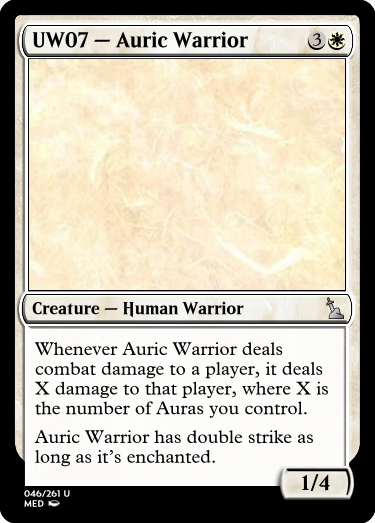 UW07 — Auric Warrior 3
Creature — Human Warrior
Whenever Auric Warrior deals
combat damage to a player, it deals
X damage to that player, where X is
the number of Auras you control.
Auric Warrior has double strike as
long as it's enchanted.
1/4
046/261 U
MED